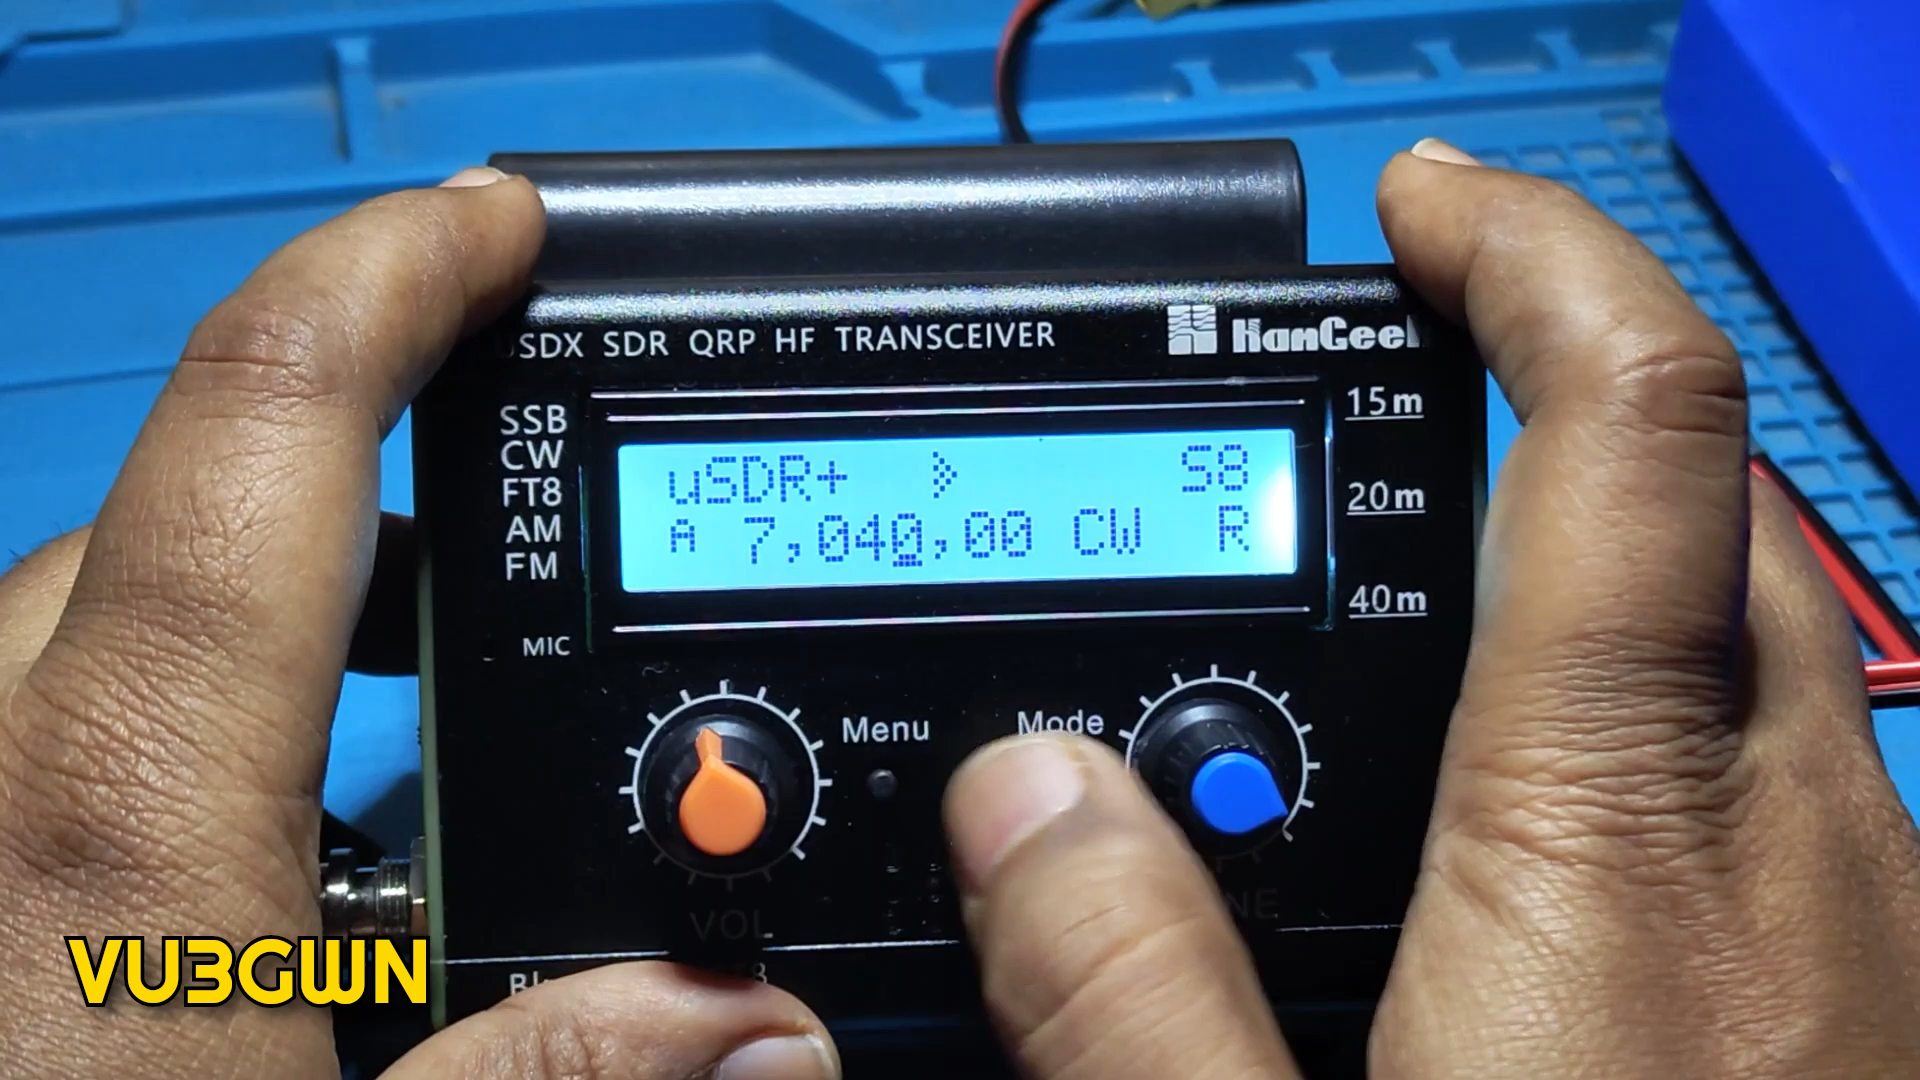 SDX SDR QRP HF TRANSCEIVER
HanGeek
SSB
CW
FT8
AM
FM
MIC
uSDR+ S8
A 7,040,00 CW R
15m
20m
40m
Menu
Mode
VOL
VU3GWN